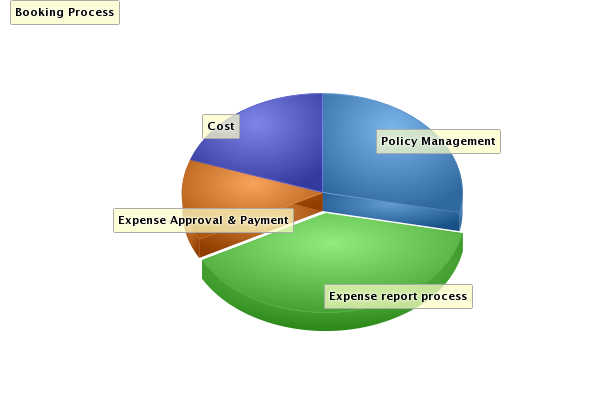 Booking Process
Cost
Policy Management
Expense Approval & Payment
Expense report process